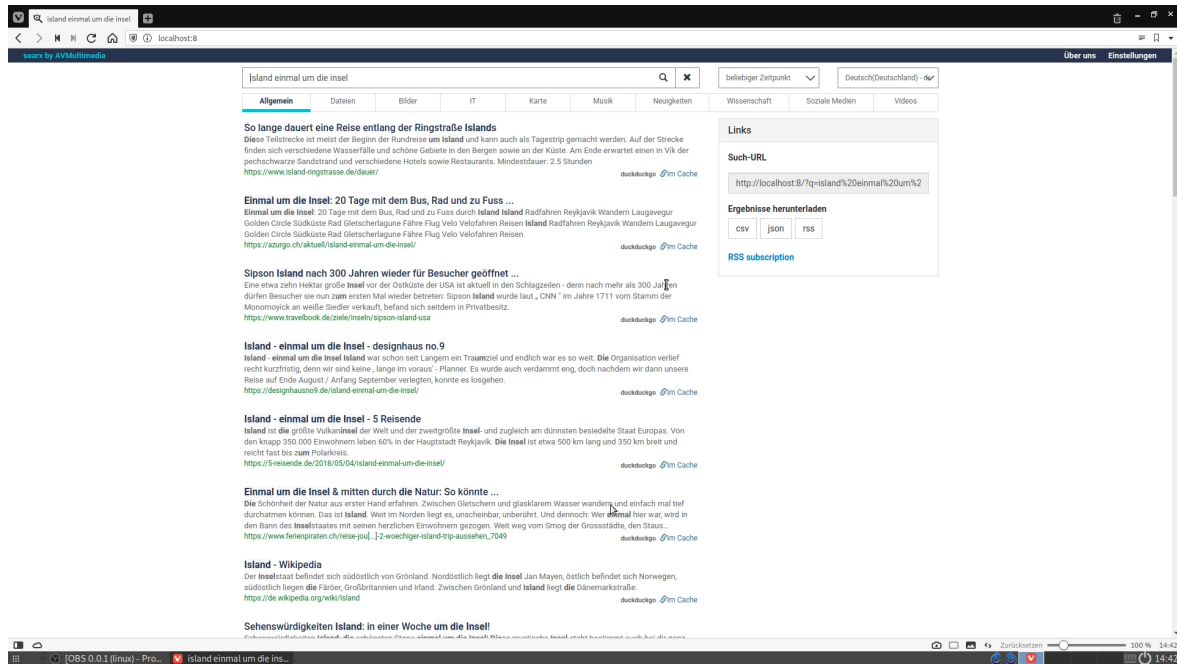 island einmal um die insel -
localhost:8
searx by AVMultimedia
Über uns Einstellungen
island einmal um die insel
beliebiger Zeitpunkt
Deutsch(Deutschland) - de
Allgemein Dateien Bilder IT Karte Musik Neuigkeiten Wissenschaft Soziale Medien Videos
So lange dauert eine Reise entlang der Ringstraße Islands
Diese Teilstrecke ist meist der Beginn der Rundreise um Island und kann auch als Tagestrip gemacht werden. Auf der Strecke
finden sich verschiedene Wasserfälle und schöne Gebiete in den Bergen sowie an der Küste. Am Ende erwartet einen in Vík der
pechschwarze Sandstrand und verschiedene Hotels sowie Restaurants. Mindestdauer: 2.5 Stunden
https://www.island-ringstrasse.de/dauer/
duckduckgo Im Cache
Einmal um die Insel: 20 Tage mit dem Bus, Rad und zu Fuss ...
Einmal um die Insel: 20 Tage mit dem Bus, Rad und zu Fuss durch Island Island Radfahren Reykjavik Wandern Laugavegur
Golden Circle Südküste Rad Gletscherlagune Fähre Flug Velo Velofahren Reisen Island Radfahren Reykjavik Wandern Laugavegur
Golden Circle Südküste Rad Gletscherlagune Fähre Flug Velo Velofahren Reisen
https://azurgo.ch/aktuell/island-einmal-um-die-insel/
duckduckgo Im Cache
Sipson Island nach 300 Jahren wieder für Besucher geöffnet ...
Eine etwa zehn Hektar große Insel vor der Ostküste der USA ist aktuell in den Schlagzeilen - denn nach mehr als 300 Jahren
dürfen Besucher sie nun zum ersten Mal wieder betreten: Sipson Island wurde laut „ CNN " im Jahre 1711 vom Stamm der
Monomoyick an weiße Siedler verkauft, befand sich seitdem in Privatbesitz.
https://www.travelbook.de/ziele/inseln/sipson-island-usa
duckduckgo Im Cache
Island - einmal um die Insel - designhaus no.9
Island - einmal um die Insel Island war schon seit Langem ein Traumziel und endlich war es so weit. Die Organisation verlief
recht kurzfristig, denn wir sind keine ‚ lange im voraus' - Planner. Es wurde auch verdammt eng, doch nachdem wir dann unsere
Reise auf Ende August / Anfang September verlegten, konnte es losgehen.
https://designhausno9.de/island-einmal-um-die-insel/
duckduckgo Im Cache
Island - einmal um die Insel - 5 Reisende
Island ist die größte Vulkaninsel der Welt und der zweitgrößte Insel- und zugleich am dünnsten besiedelte Staat Europas. Von
den knapp 350.000 Einwohnern leben 60% in der Hauptstadt Reykjavik. Die Insel ist etwa 500 km lang und 350 km breit und
reicht fast bis zum Polarkreis.
https://5-reisende.de/2018/05/04/island-einmal-um-die-insel/
duckduckgo Im Cache
Einmal um die Insel & mitten durch die Natur: So könnte ...
Die Schönheit der Natur aus erster Hand erfahren. Zwischen Gletschern und glasklarem Wasser wandern und einfach mal tief
durchatmen können. Das ist Island. Weit im Norden liegt es, unscheinbar, unberührt. Und dennoch: Wer einmal hier war, wird in
den Bann des Inselstaates mit seinen herzlichen Einwohnern gezogen. Weit weg vom Smog der Grossstädte, den Staus...
https://www.ferienpiraten.ch/reise-jou[...]-2-woechiger-island-trip-aussehen_7049
duckduckgo Im Cache
Island - Wikipedia
Der Inselstaat befindet sich südöstlich von Grönland. Nordöstlich liegt die Insel Jan Mayen, östlich befindet sich Norwegen,
südöstlich liegen die Färöer, Großbritannien und Irland. Zwischen Grönland und Island liegt die Dänemarkstraße.
https://de.wikipedia.org/wiki/Island
duckduckgo Im Cache
Sehenswürdigkeiten Island: in einer Woche um die Insel!
Links
Such-URL
http://localhost:8/?q=island%20einmal%20um%2
Ergebnisse herunterladen
csv json rss
RSS subscription
Zurücksetzen 100 % 14:42
[OBS 0.0.1 (linux) - Pro... island einmal um die ins... 14:42